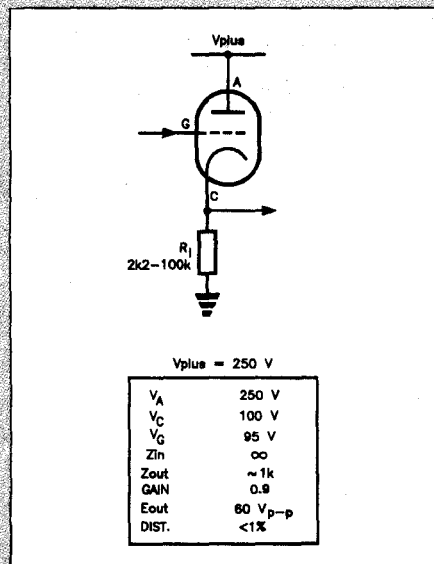 Vplus
A
G
C
Rl
2k2-100k
Vplus = 250 V
VA 250 V
VC 100 V
VG 95 V
Zin ∞
Zout ~1k
GAIN 0.9
Eout 60 Vp-p
DIST. <1%